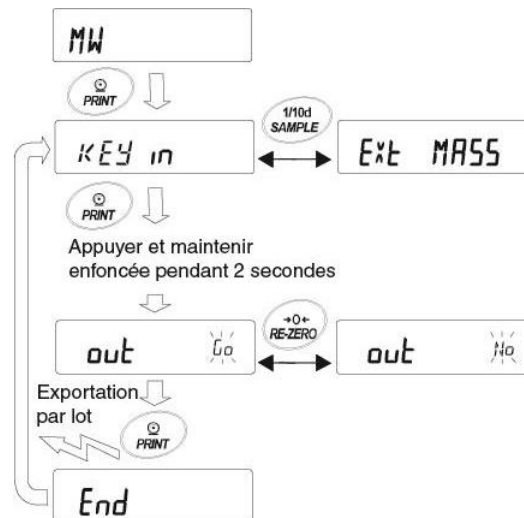 MW
PRINT
KEY in
1/10d
SAMPLE
Ext MASS
PRINT
Appuyer et maintenir
enfoncée pendant 2 secondes
out Go
→0←
RE-ZERO
out No
Exportation
par lot
PRINT
End